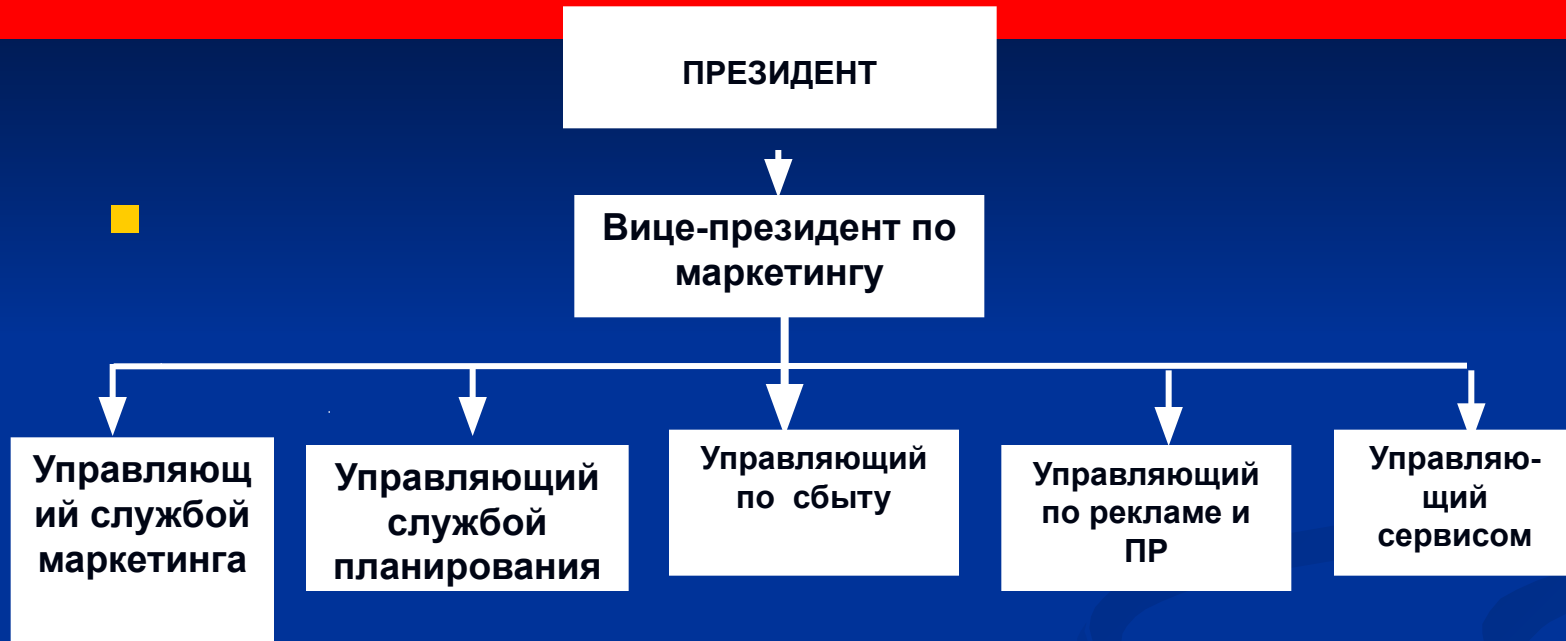 ПРЕЗИДЕНТ
Вице-президент по
маркетингу
Управляющ
ий службой
маркетинга
Управляющий
службой
планирования
Управляющий
по сбыту
Управляющий
по рекламе и
ПР
Управляю-
щий
сервисом